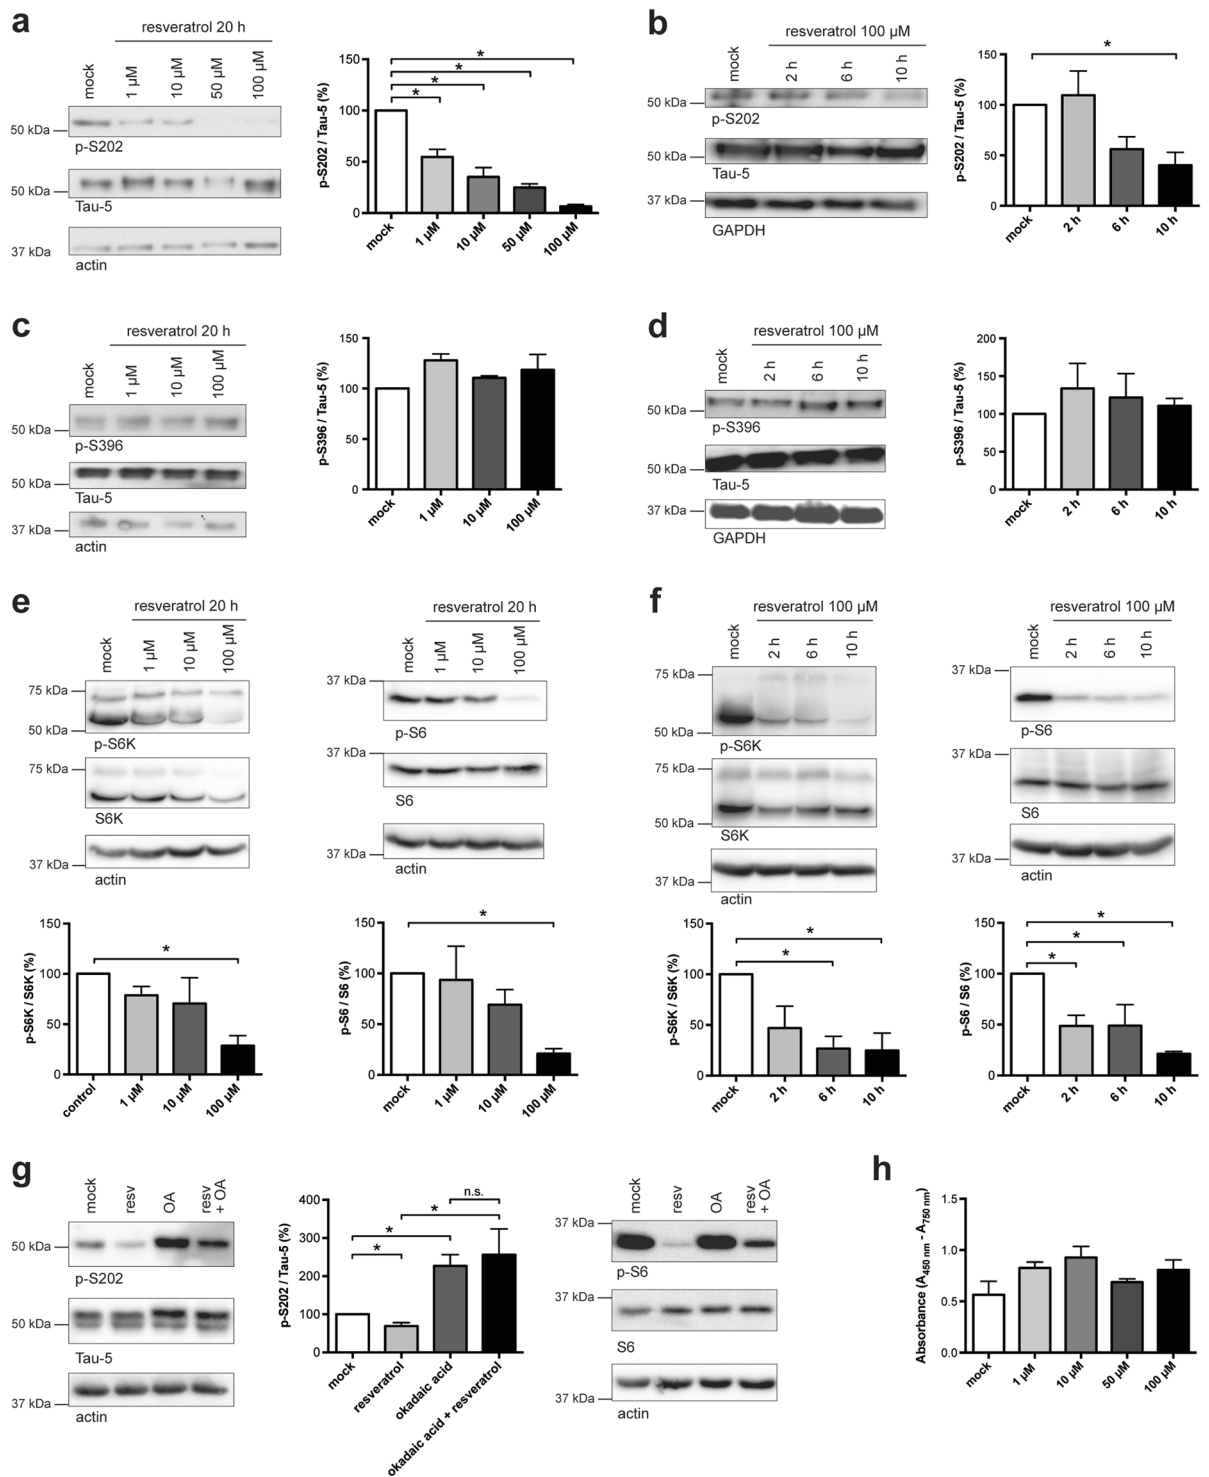 a
resveratrol 20 h
mock
1 µM
10 µM
50 µM
100 µM
50 kDa
p-S202
50 kDa
Tau-5
37 kDa
actin
p-S202 / Tau-5 (%)
150
100
50
0
* * * *
mock
1 µM
10 µM
50 µM
100 µM
b
resveratrol 100 µM
mock
2 h
6 h
10 h
50 kDa
p-S202
50 kDa
Tau-5
37 kDa
GAPDH
p-S202 / Tau-5 (%)
150
100
50
0
*
mock
2 h
6 h
10 h
c
resveratrol 20 h
mock
1 µM
10 µM
100 µM
50 kDa
p-S396
50 kDa
Tau-5
37 kDa
actin
p-S396 / Tau-5 (%)
150
100
50
0
mock
1 µM
10 µM
100 µM
d
resveratrol 100 µM
mock
2 h
6 h
10 h
50 kDa
p-S396
50 kDa
Tau-5
37 kDa
GAPDH
p-S396 / Tau-5 (%)
200
150
100
50
0
mock
2 h
6 h
10 h
e
resveratrol 20 h
mock
1 µM
10 µM
100 µM
75 kDa
50 kDa
p-S6K
75 kDa
S6K
37 kDa
actin
resveratrol 20 h
mock
1 µM
10 µM
100 µM
37 kDa
p-S6
37 kDa
S6
37 kDa
actin
p-S6K / S6K (%)
150
100
50
0
*
control
1 µM
10 µM
100 µM
p-S6 / S6 (%)
150
100
50
0
*
mock
1 µM
10 µM
100 µM
f
resveratrol 100 µM
mock
2 h
6 h
10 h
75 kDa
50 kDa
p-S6K
75 kDa
50 kDa
S6K
37 kDa
actin
resveratrol 100 µM
mock
2 h
6 h
10 h
37 kDa
p-S6
37 kDa
S6
37 kDa
actin
p-S6K / S6K (%)
150
100
50
0
* *
mock
2 h
6 h
10 h
p-S6 / S6 (%)
150
100
50
0
* * *
mock
2 h
6 h
10 h
g
mock
resv
OA
resv
+ OA
50 kDa
p-S202
50 kDa
Tau-5
37 kDa
actin
p-S202 / Tau-5 (%)
400
300
200
100
0
n.s.
* * *
mock
resveratrol
okadaic acid
okadaic acid + resveratrol
mock
resv
OA
resv
+ OA
37 kDa
p-S6
37 kDa
S6
37 kDa
actin
h
Absorbance (A450 nm - A750 nm)
1.5
1.0
0.5
0.0
mock
1 µM
10 µM
50 µM
100 µM